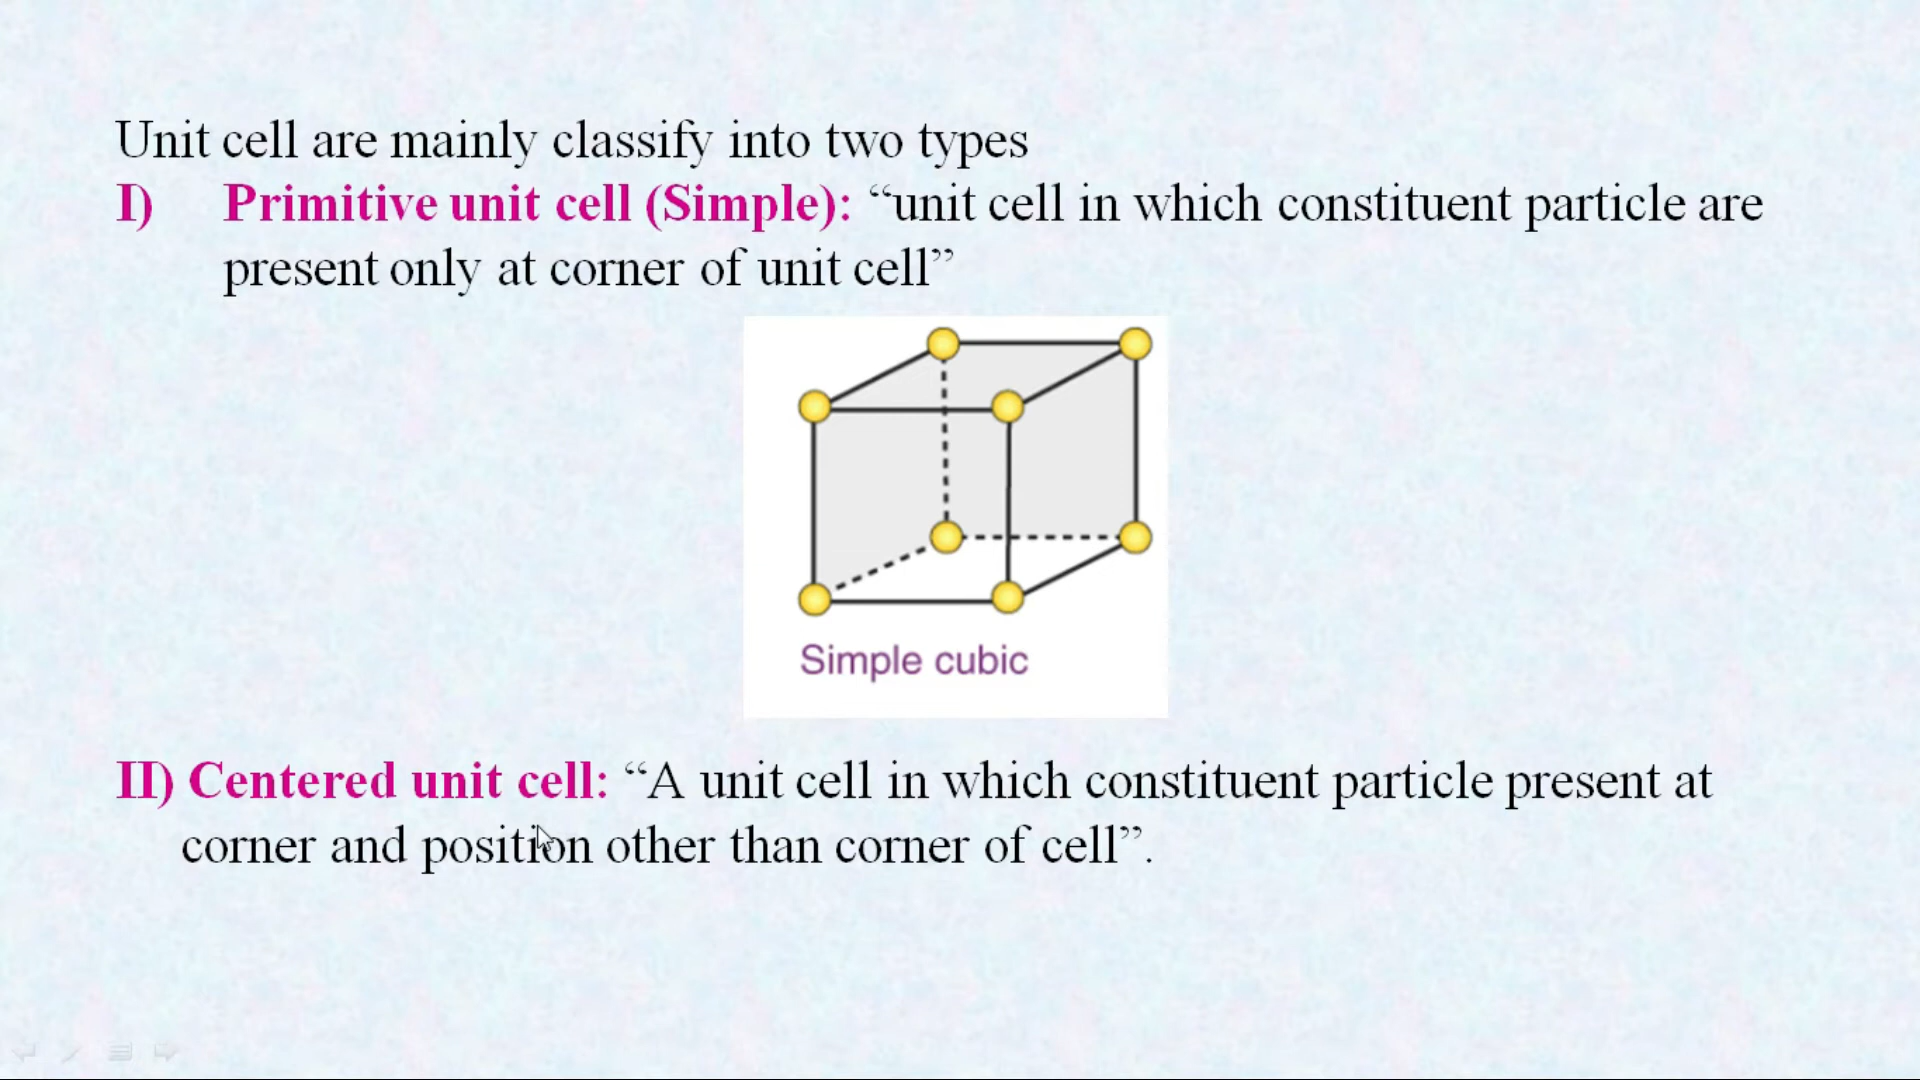 Unit cell are mainly classify into two types
I) Primitive unit cell (Simple): “unit cell in which constituent particle are
present only at corner of unit cell”
Simple cubic
II) Centered unit cell: “A unit cell in which constituent particle present at
corner and position other than corner of cell”.